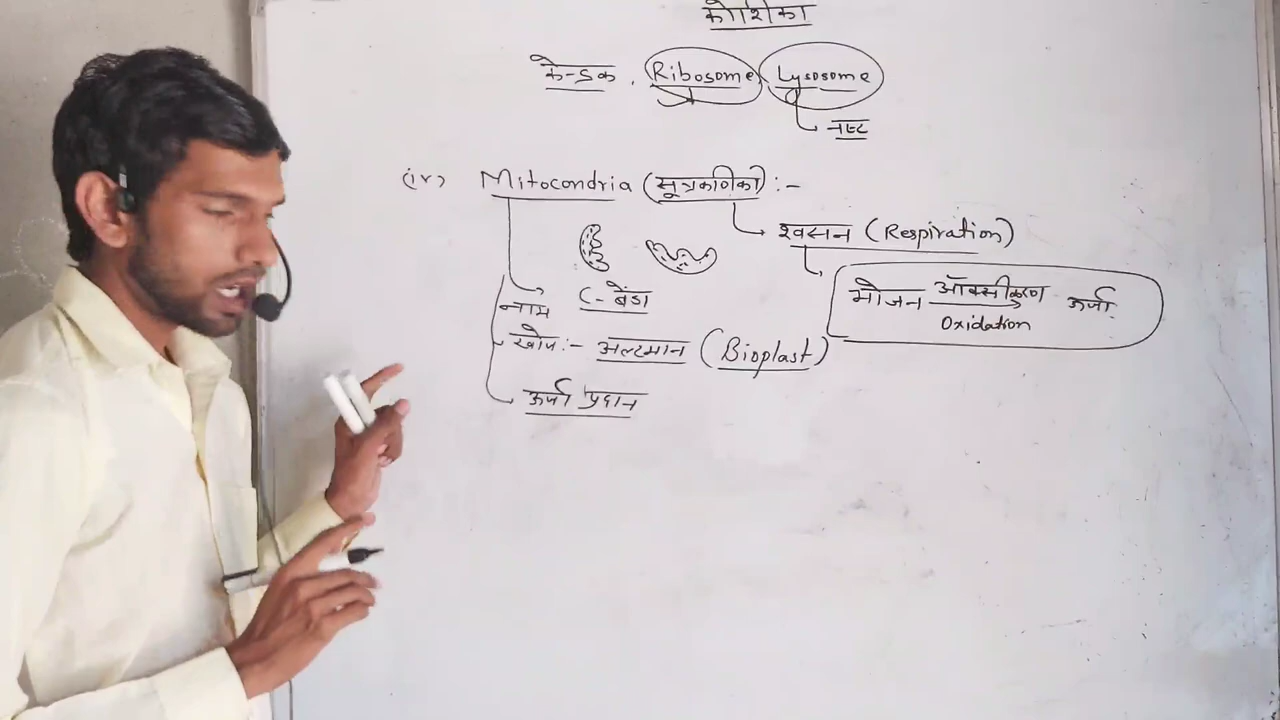 कोशिका
केन्द्रक, Ribosome, Lysosome
नष्ट
(iv) Mitocondria (सूत्रकणिका) :-
श्वसन (Respiration)
भोजन ऑक्सीकरण ऊर्जा
Oxidation
नाम C-बेंडा
खोज :- अल्टमान (Bioplast)
ऊर्जा प्रदान